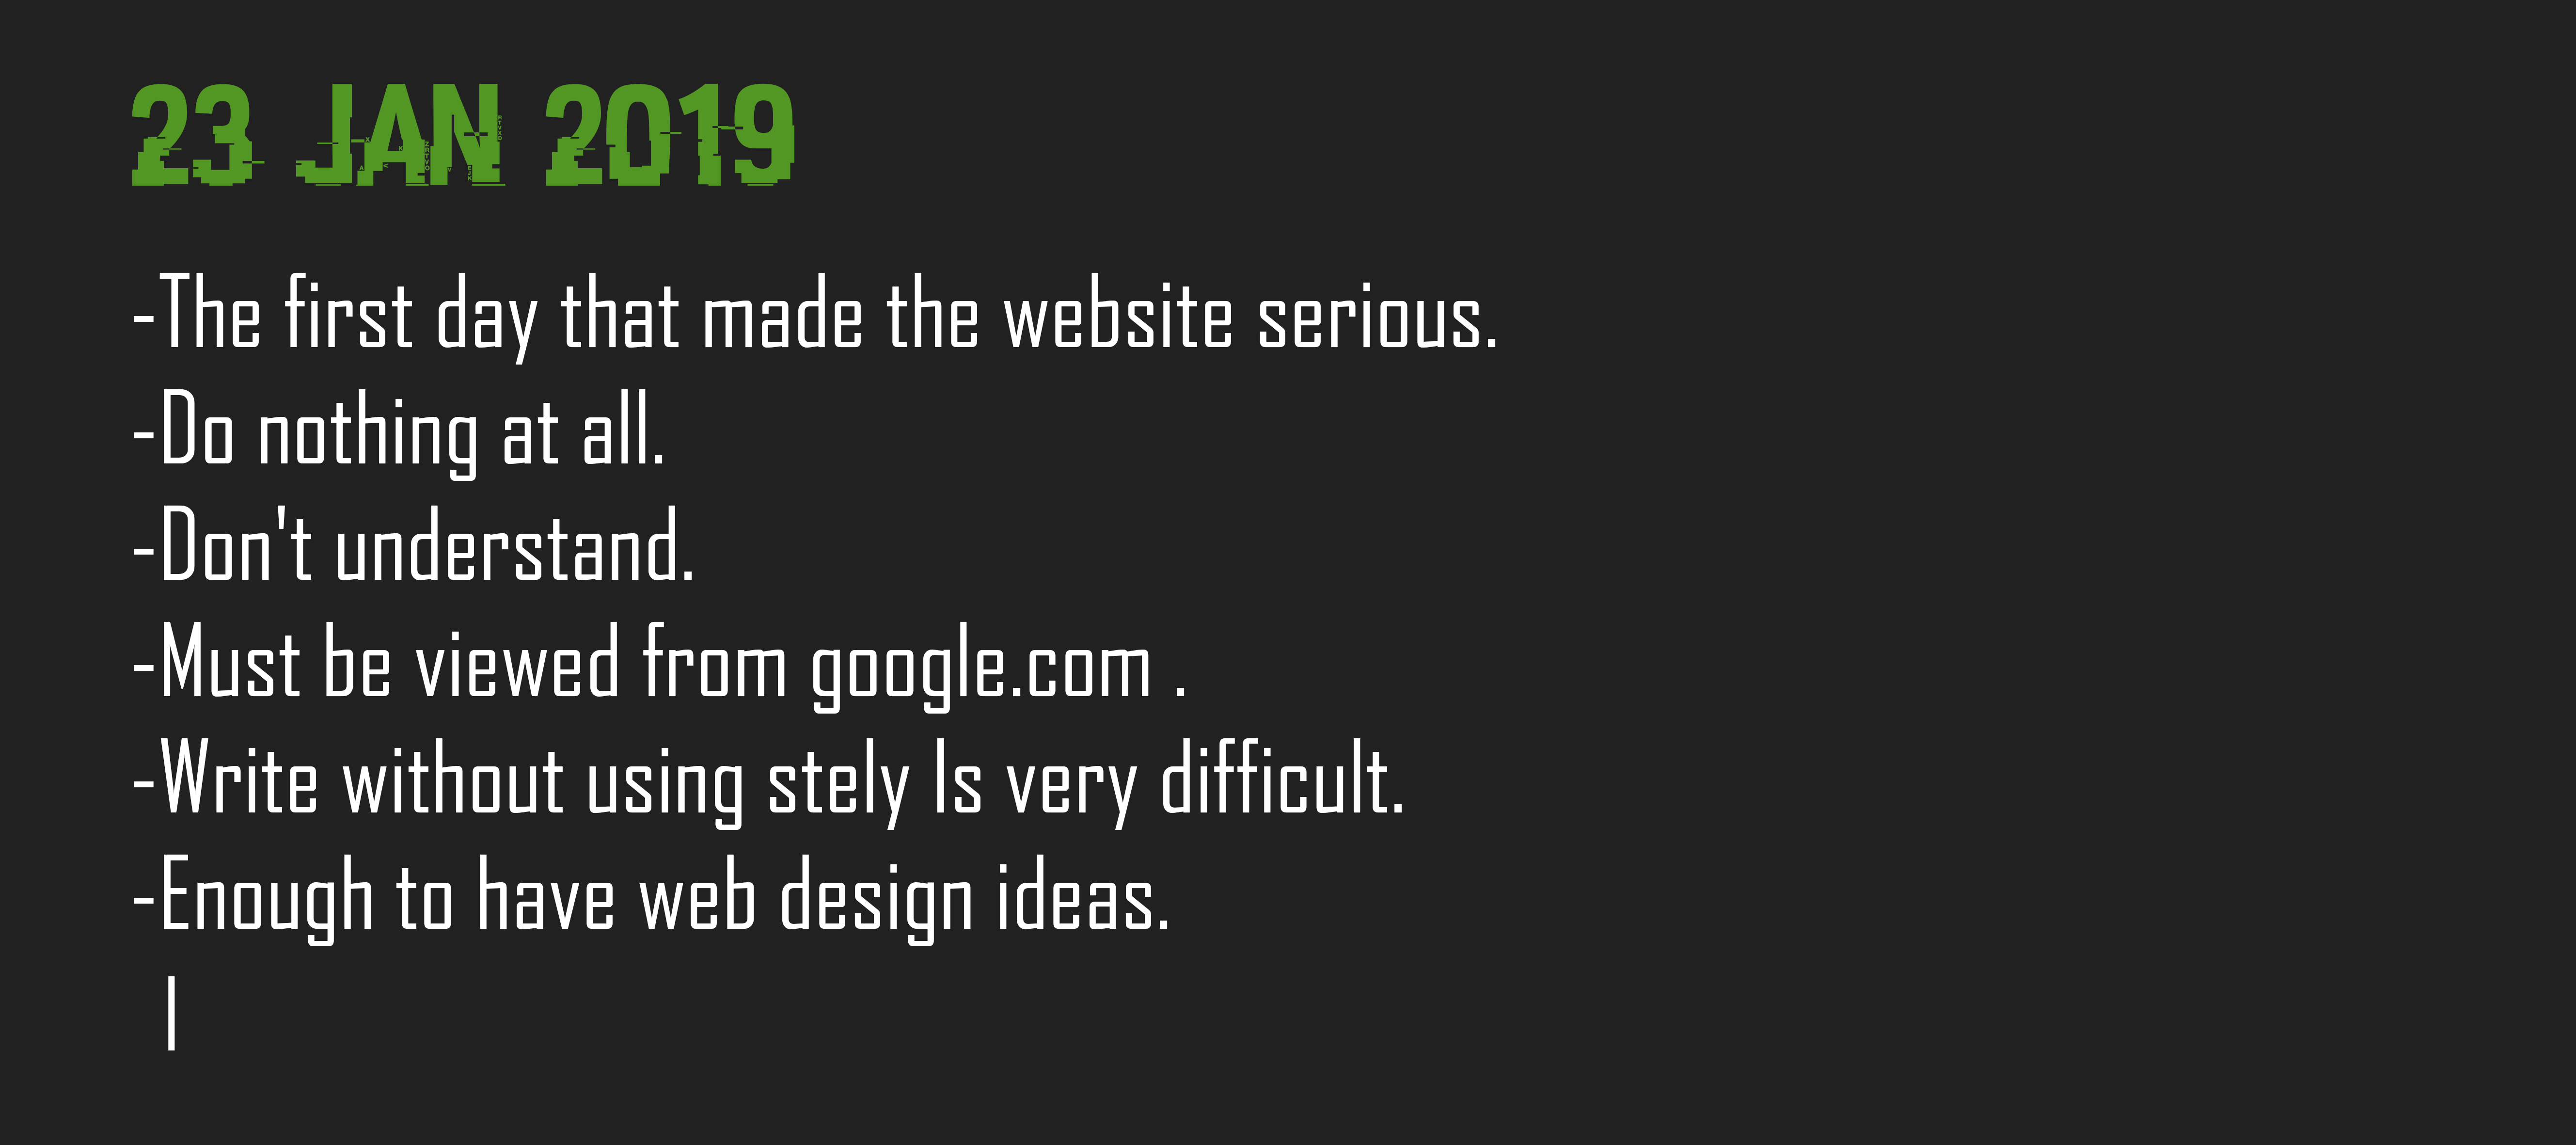 23 JAN 2019
-The first day that made the website serious.
-Do nothing at all.
-Don't understand.
-Must be viewed from google.com .
-Write without using stely Is very difficult.
-Enough to have web design ideas.
|